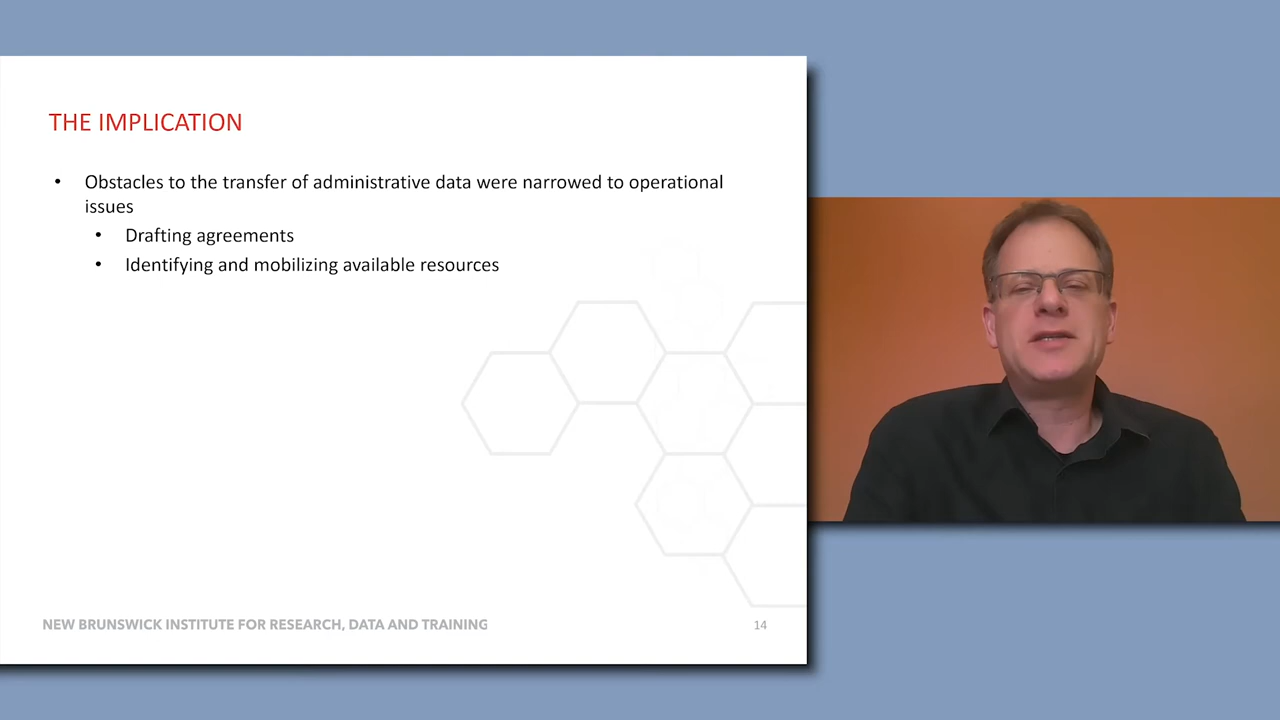 THE IMPLICATION
• Obstacles to the transfer of administrative data were narrowed to operational
issues
• Drafting agreements
• Identifying and mobilizing available resources
NEW BRUNSWICK INSTITUTE FOR RESEARCH, DATA AND TRAINING
14